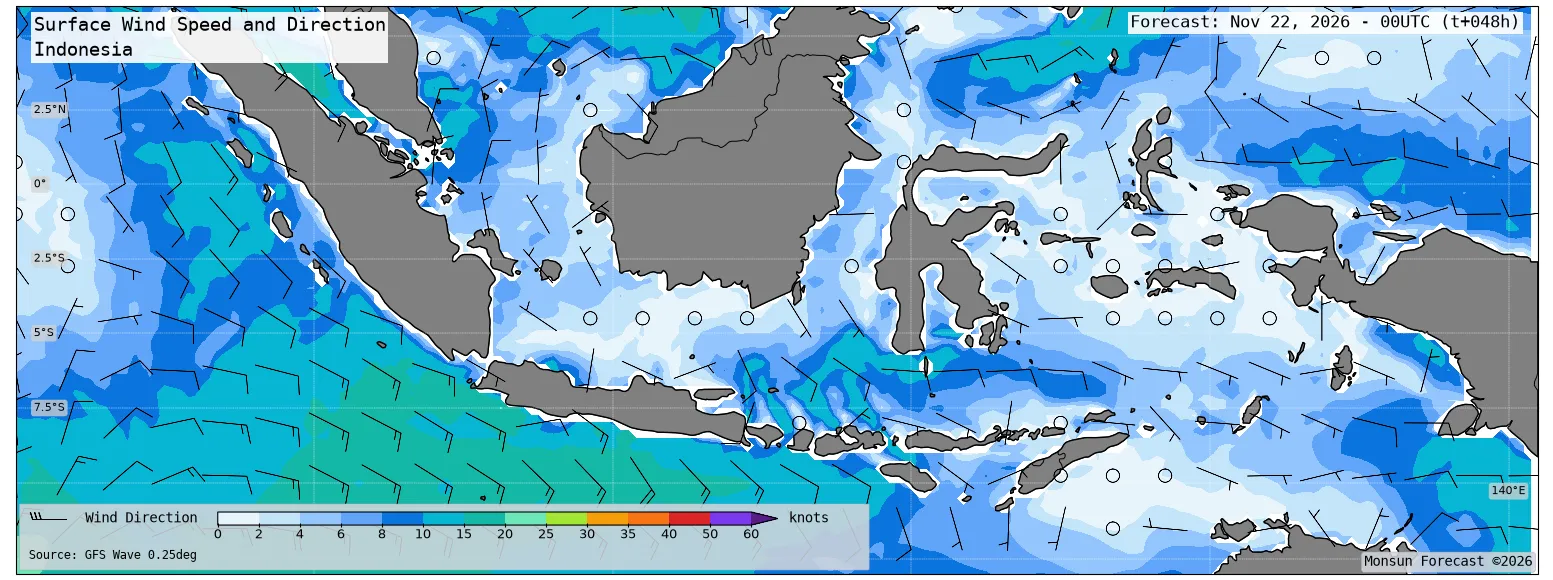 Surface Wind Speed and Direction
Indonesia
Forecast: Nov 22, 2026 - 00UTC (t+048h)
2.5°N
0°
2.5°S
5°S
7.5°S
140°E
Wind Direction
0 2 4 6 8 10 15 20 25 30 35 40 50 60
knots
Source: GFS Wave 0.25deg
Monsun Forecast ©2026